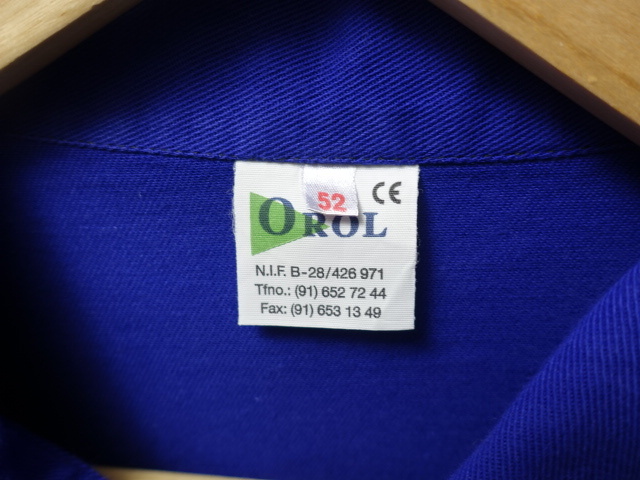 52
CE
OROL
N.I.F. B-28/426 971
Tfno.: (91) 652 72 44
Fax: (91) 653 13 49